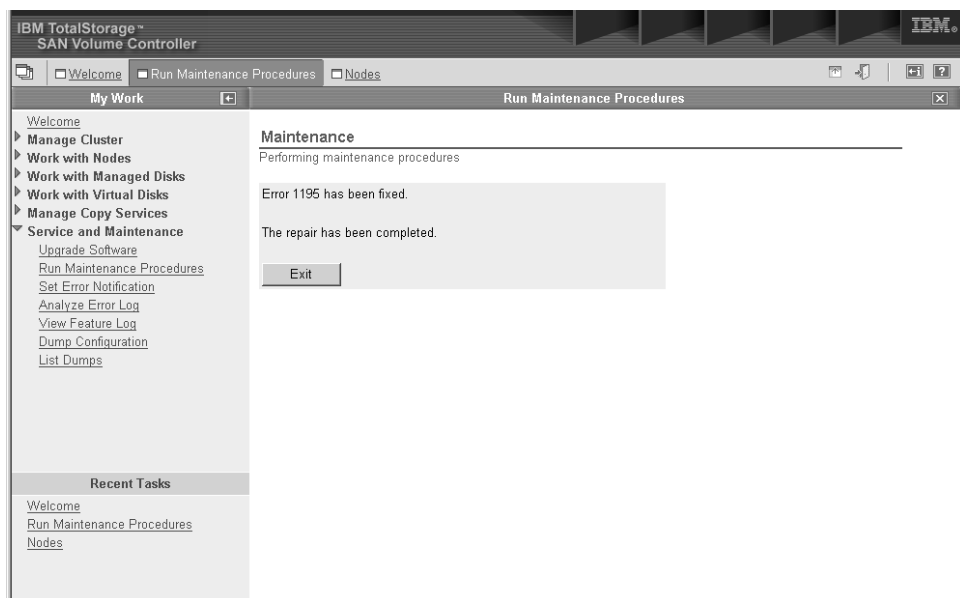 IBM TotalStorage™
SAN Volume Controller
IBM®
Welcome
Run Maintenance Procedures
Nodes
My Work
Run Maintenance Procedures
Welcome
Manage Cluster
Work with Nodes
Work with Managed Disks
Work with Virtual Disks
Manage Copy Services
Service and Maintenance
Upgrade Software
Run Maintenance Procedures
Set Error Notification
Analyze Error Log
View Feature Log
Dump Configuration
List Dumps
Recent Tasks
Welcome
Run Maintenance Procedures
Nodes
Maintenance
Performing maintenance procedures
Error 1195 has been fixed.
The repair has been completed.
Exit